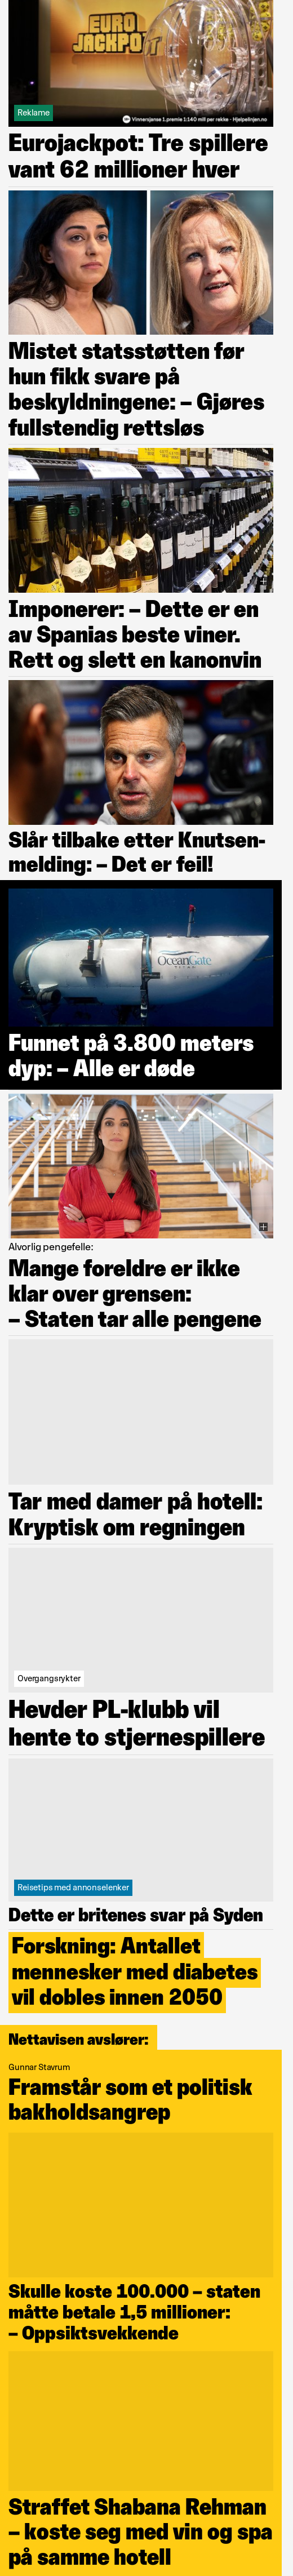 EURO
JACKPOT
Reklame
Vinnersjanse 1.premie 1:140 mill per rekke - Hjelpelinjen.no
Eurojackpot: Tre spillere
vant 62 millioner hver
Mistet statsstøtten før
hun fikk svare på
beskyldningene: – Gjøres
fullstendig rettsløs
Imponerer: – Dette er en
av Spanias beste viner.
Rett og slett en kanonvin
Slår tilbake etter Knutsen-
melding: – Det er feil!
OceanGate
Funnet på 3.800 meters
dyp: – Alle er døde
Alvorlig pengefelle:
Mange foreldre er ikke
klar over grensen:
– Staten tar alle pengene
Tar med damer på hotell:
Kryptisk om regningen
Overgangsrykter
Hevder PL-klubb vil
hente to stjernespillere
Reisetips med annonselenker
Dette er britenes svar på Syden
Forskning: Antallet
mennesker med diabetes
vil dobles innen 2050
Nettavisen avslører:
Gunnar Stavrum
Framstår som et politisk
bakholdsangrep
Skulle koste 100.000 – staten
måtte betale 1,5 millioner:
– Oppsiktsvekkende
Straffet Shabana Rehman
– koste seg med vin og spa
på samme hotell